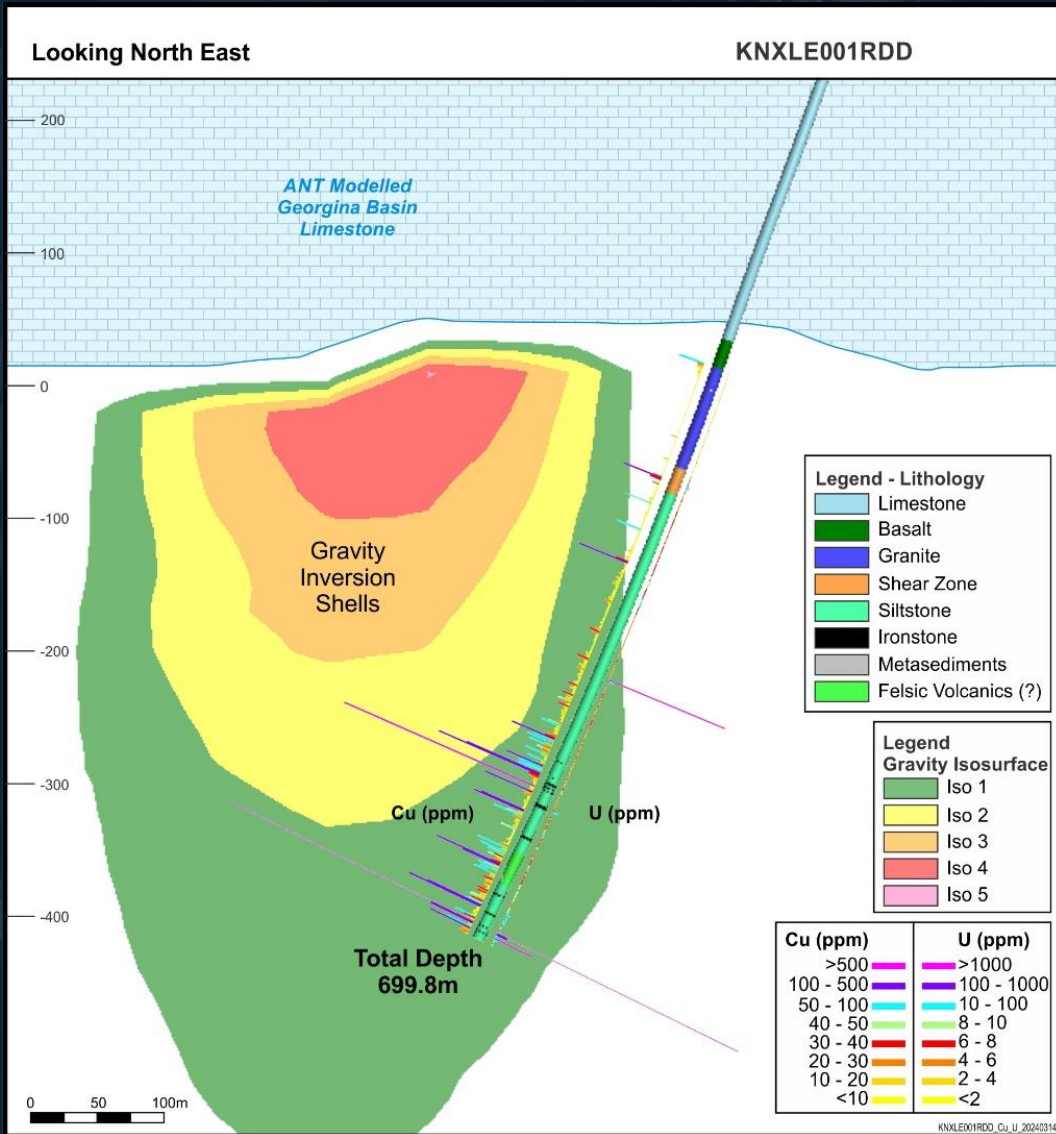 Looking North East
KNXLE001RDD
200
ANT Modelled
Georgina Basin
Limestone
100
0
-100
Gravity
Inversion
Shells
-200
-300
Cu (ppm)
U (ppm)
-400
Total Depth
699.8m
Legend - Lithology
Limestone
Basalt
Granite
Shear Zone
Siltstone
Ironstone
Metasediments
Felsic Volcanics (?)
Legend
Gravity Isosurface
Iso 1
Iso 2
Iso 3
Iso 4
Iso 5
Cu (ppm) U (ppm)
>500 >1000
100 - 500 100 - 1000
50 - 100 10 - 100
40 - 50 8 - 10
30 - 40 6 - 8
20 - 30 4 - 6
10 - 20 2 - 4
<10 <2
0 50 100m
KNXLE001RDD_Cu_U_20240314